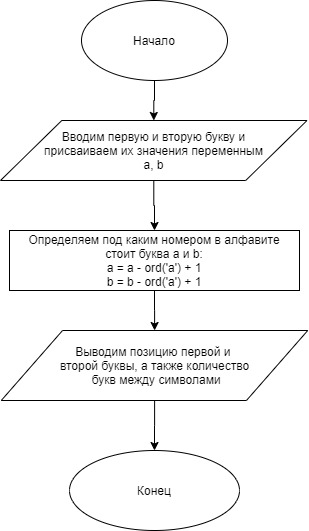 Начало
Вводим первую и вторую букву и
присваиваем их значения переменным
a, b
Определяем под каким номером в алфавите
стоит буква a и b:
a = a - ord('a') + 1
b = b - ord('a') + 1
Выводим позицию первой и
второй буквы, а также количество
букв между символами
Конец